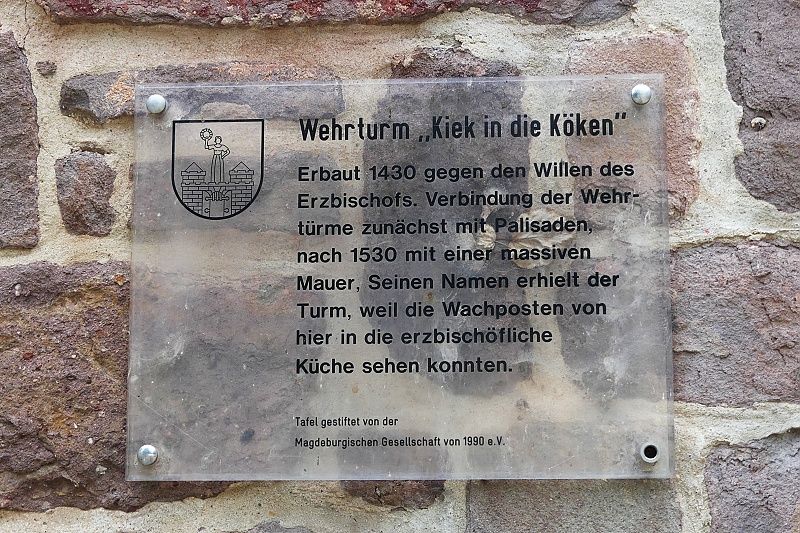 Wehrturm „Kiek in die Köken"
Erbaut 1430 gegen den Willen des
Erzbischofs. Verbindung der Wehr-
türme zunächst mit Palisaden,
nach 1530 mit einer massiven
Mauer, Seinen Namen erhielt der
Turm, weil die Wachposten von
hier in die erzbischöfliche
Küche sehen konnten.
Tafel gestiftet von der
Magdeburgischen Gesellschaft von 1990 e.V.